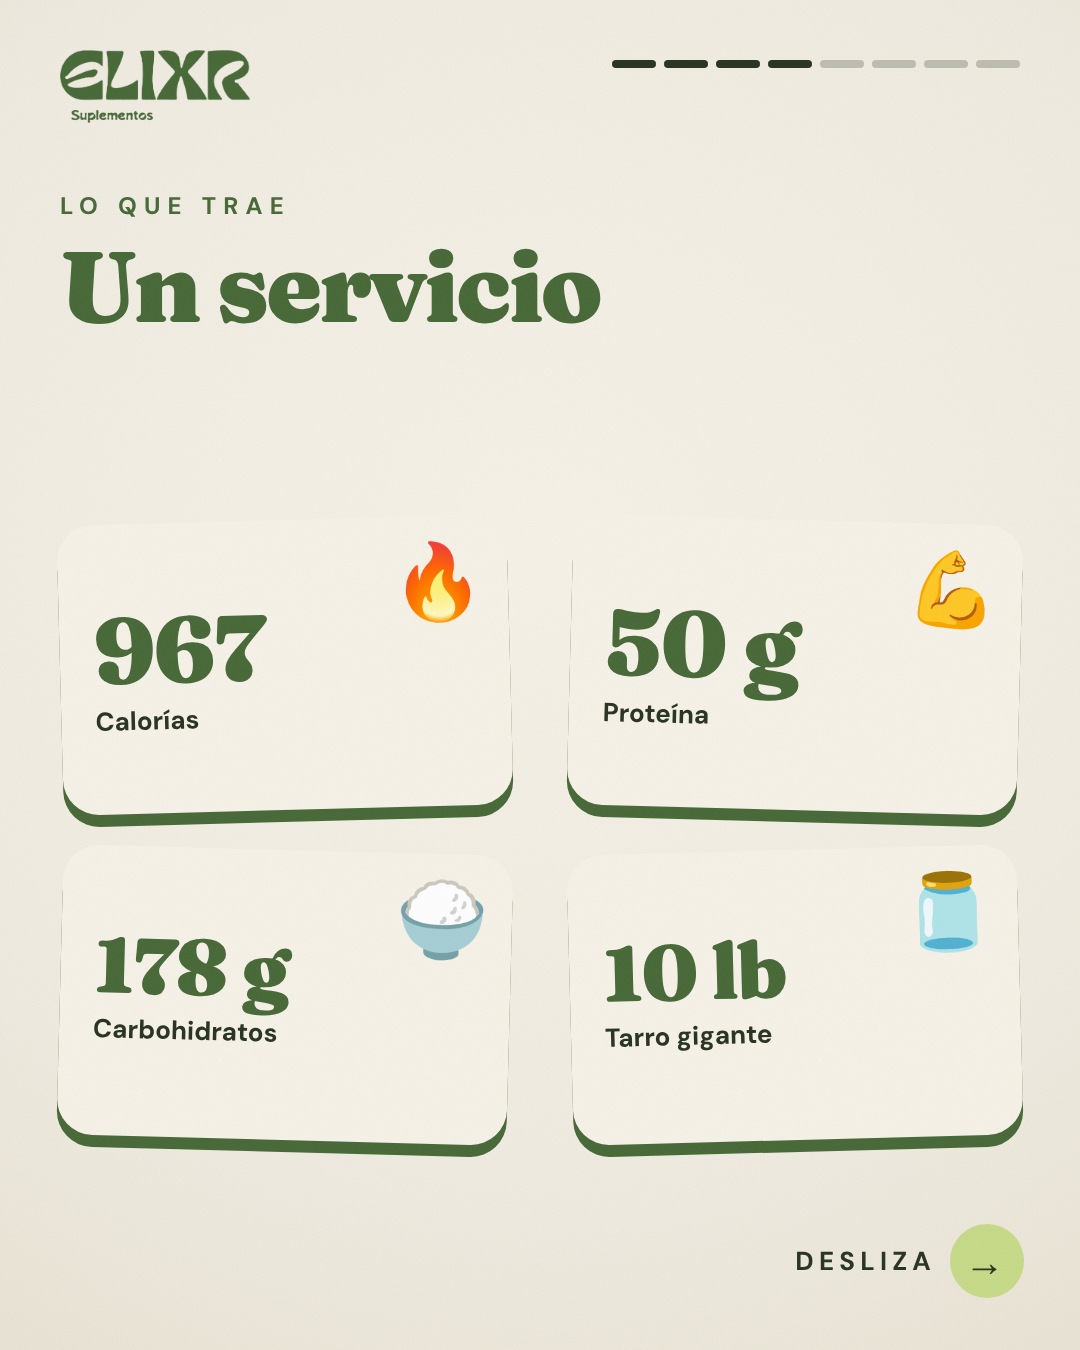 ELIXR
Suplementos
LO QUE TRAE
Un servicio
967
Calorías
50 g
Proteína
178 g
Carbohidratos
10 lb
Tarro gigante
DESLIZA →